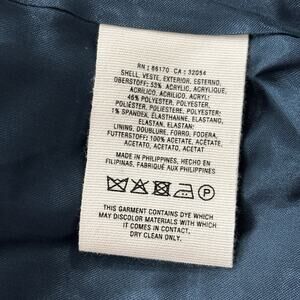 RN : 86170 CA : 32054
SHELL, VESTE, EXTERIOR, ESTERNO,
OBERSTOFF: 53% ACRYLIC, ACRYLIQUE,
ACRÍLICO, ACRILICO, ACRYL;
46% POLYESTER, POLYESTER,
POLIÉSTER, POLIESTERE, POLYESTER;
1% SPANDEX, ÉLASTHANNE, ELASTANO,
ELASTAN, ELASTAN;
LINING, DOUBLURE, FORRO, FODERA,
FUTTERSTOFF: 100% ACETATE, ACÉTATE,
ACETATO, ACETATO, ACETAT
MADE IN PHILIPPINES, HECHO EN
FILIPINAS, FABRIQUÉ AUX PHILIPPINES
P
THIS GARMENT CONTAINS DYE WHICH
MAY DISCOLOR MATERIALS WITH WHICH
IT COMES IN CONTACT.
DRY CLEAN ONLY.